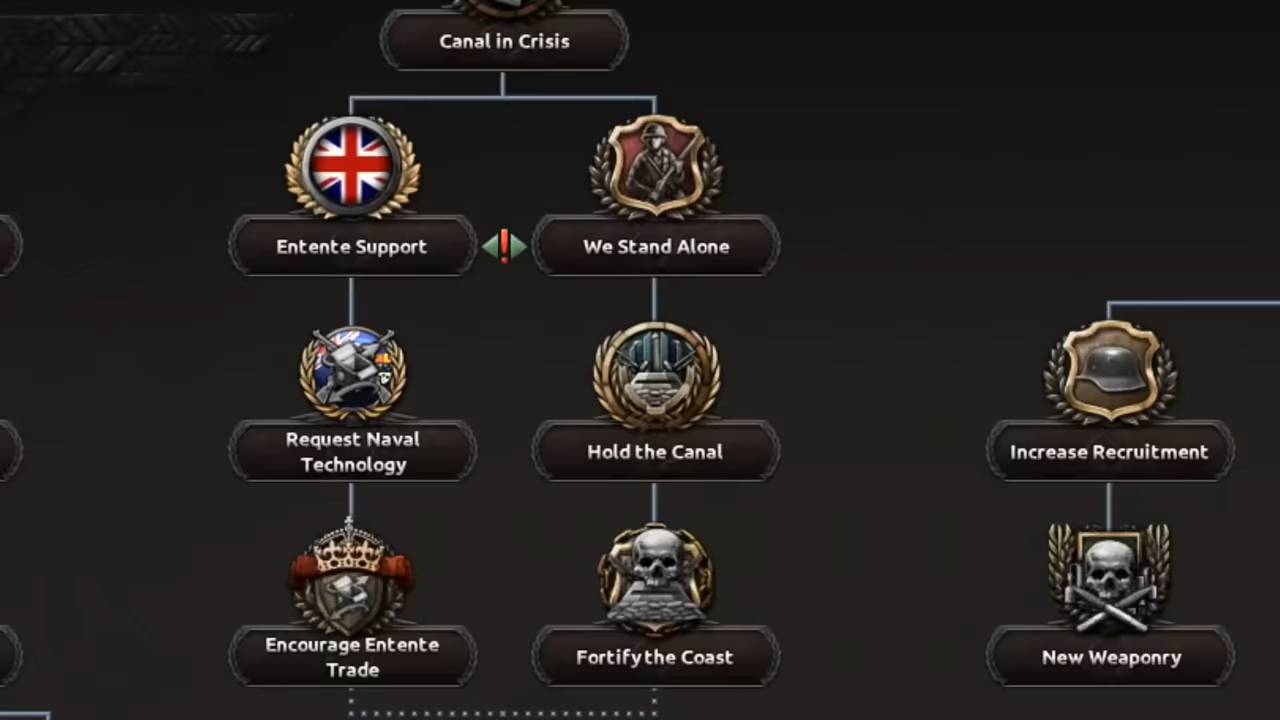 Canal in Crisis
Entente Support
We Stand Alone
Request Naval
Technology
Hold the Canal
Increase Recruitment
Encourage Entente
Trade
Fortify the Coast
New Weaponry